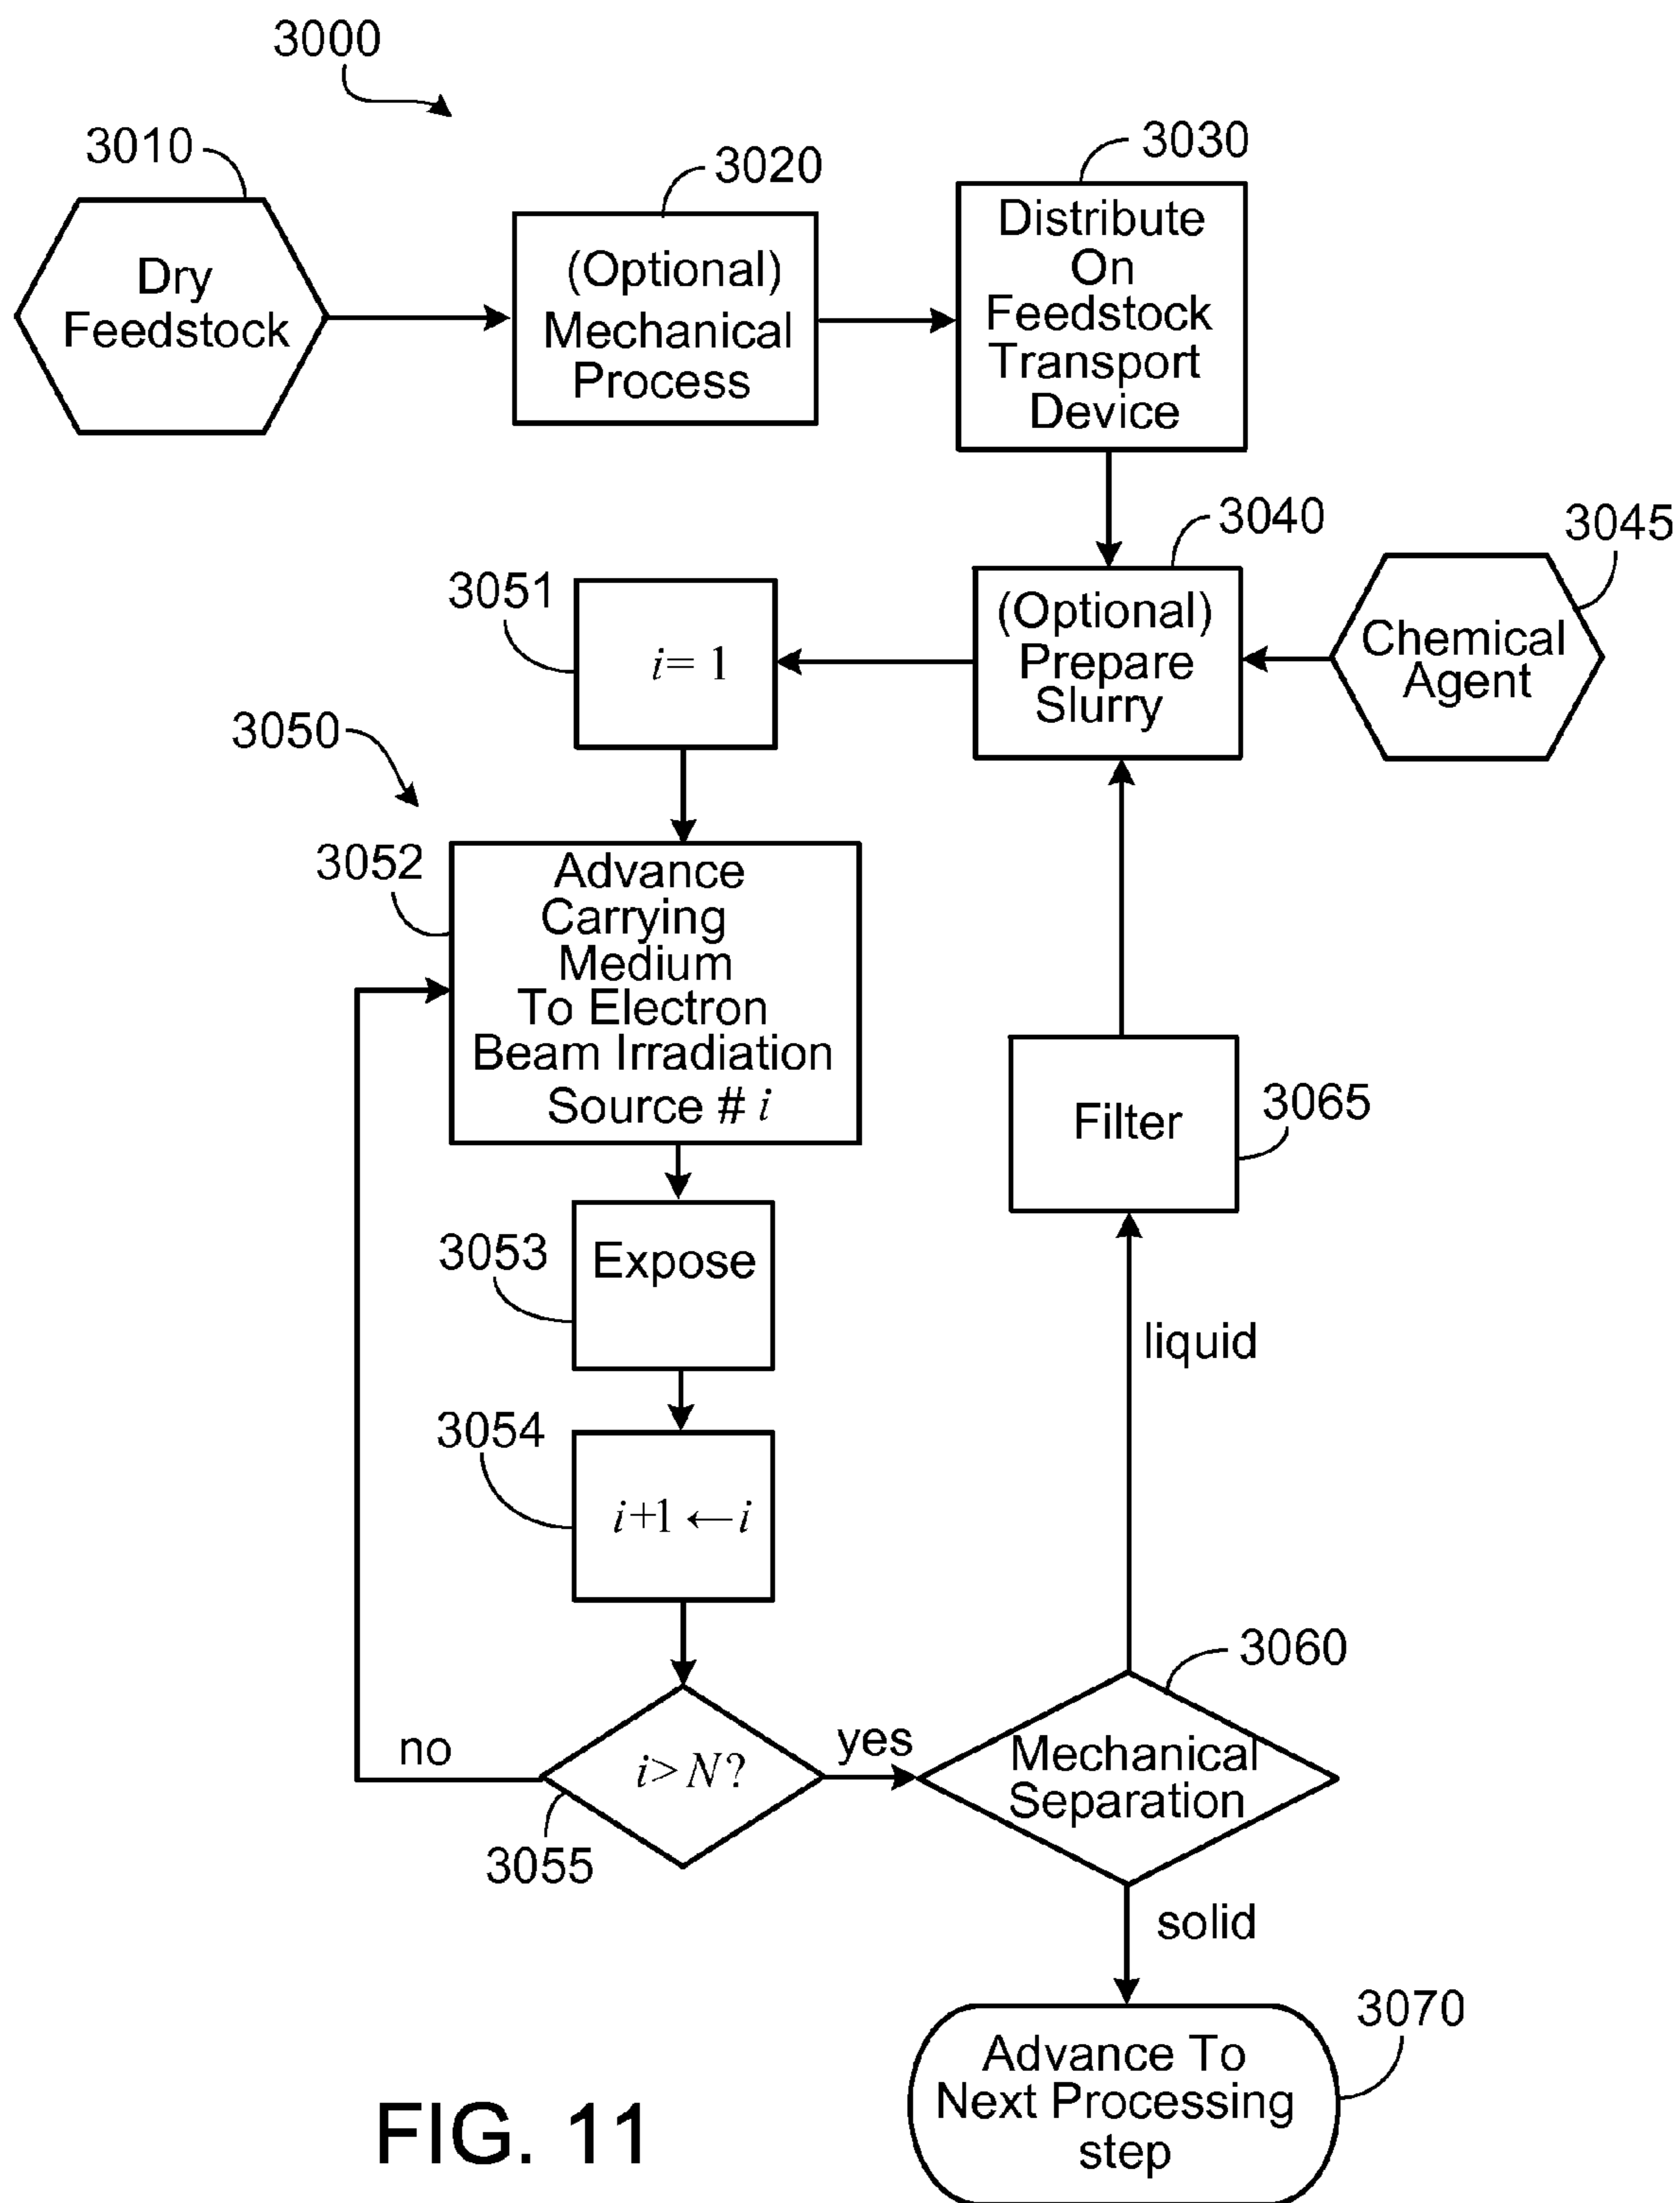 3000
3010
Dry
Feedstock
3020
(Optional)
Mechanical
Process
3030
Distribute
On
Feedstock
Transport
Device
3040
(Optional)
Prepare
Slurry
3045
Chemical
Agent
3051
i= 1
3050
3052
Advance
Carrying
Medium
To Electron
Beam Irradiation
Source # i
3053
Expose
3054
i+1 ←i
3055
i> N?
no
yes
3060
Mechanical
Separation
liquid
3065
Filter
solid
3070
Advance To
Next Processing
step
FIG. 11